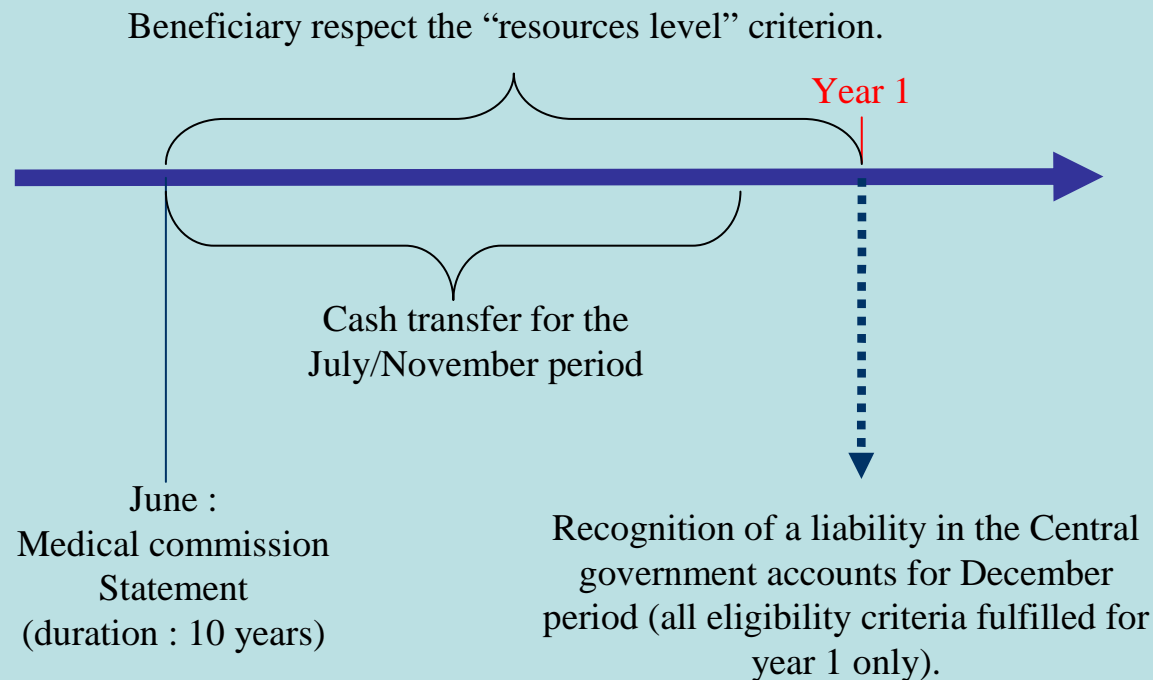 Beneficiary respect the “resources level” criterion.
Year 1
Cash transfer for the
July/November period
June :
Medical commission
Statement
(duration : 10 years)
Recognition of a liability in the Central
government accounts for December
period (all eligibility criteria fulfilled for
year 1 only).